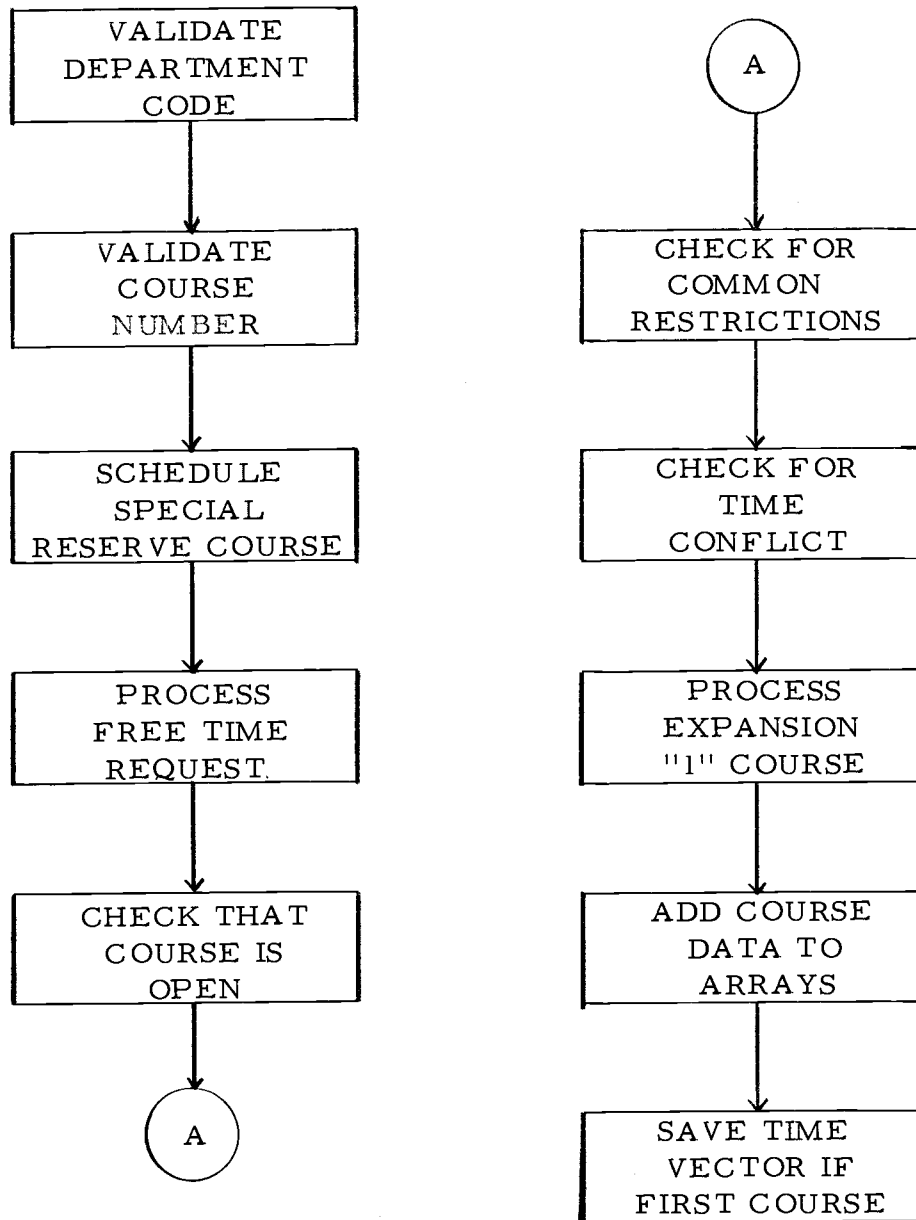 VALIDATE
DEPARTMENT
CODE
VALIDATE
COURSE
NUMBER
SCHEDULE
SPECIAL
RESERVE COURSE
PROCESS
FREE TIME
REQUEST.
CHECK THAT
COURSE IS
OPEN
A
A
CHECK FOR
COMMON
RESTRICTIONS
CHECK FOR
TIME
CONFLICT
PROCESS
EXPANSION
"1" COURSE
ADD COURSE
DATA TO
ARRAYS
SAVE TIME
VECTOR IF
FIRST COURSE